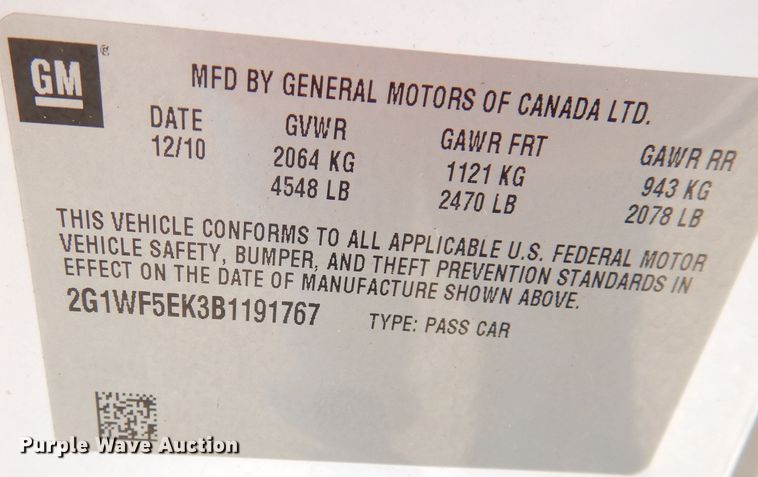 GM ®
MFD BY GENERAL MOTORS OF CANADA LTD.
DATE GVWR GAWR FRT GAWR RR
12/10 2064 KG 1121 KG 943 KG
4548 LB 2470 LB 2078 LB
THIS VEHICLE CONFORMS TO ALL APPLICABLE U.S. FEDERAL MOTOR
VEHICLE SAFETY, BUMPER, AND THEFT PREVENTION STANDARDS IN
EFFECT ON THE DATE OF MANUFACTURE SHOWN ABOVE.
2G1WF5EK3B1191767 TYPE: PASS CAR
Purple Wave Auction